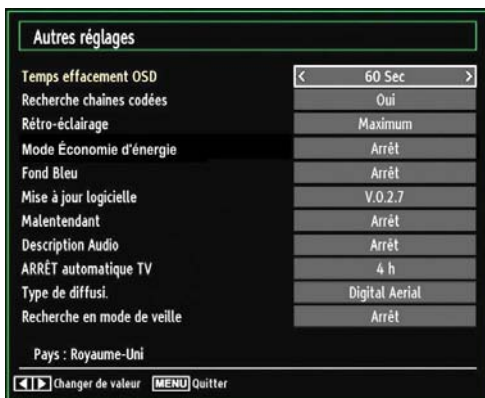 Autres réglages
Temps effacement OSD < 60 Sec >
Recherche chaînes codées Oui
Rétro-éclairage Maximum
Mode Économie d'énergie Arrêt
Fond Bleu Arrêt
Mise à jour logicielle V.0.2.7
Malentendant Arrêt
Description Audio Arrêt
ARRÊT automatique TV 4 h
Type de diffusi. Digital Aerial
Recherche en mode de veille Arrêt
Pays : Royaume-Uni
Changer de valeur MENU Quitter